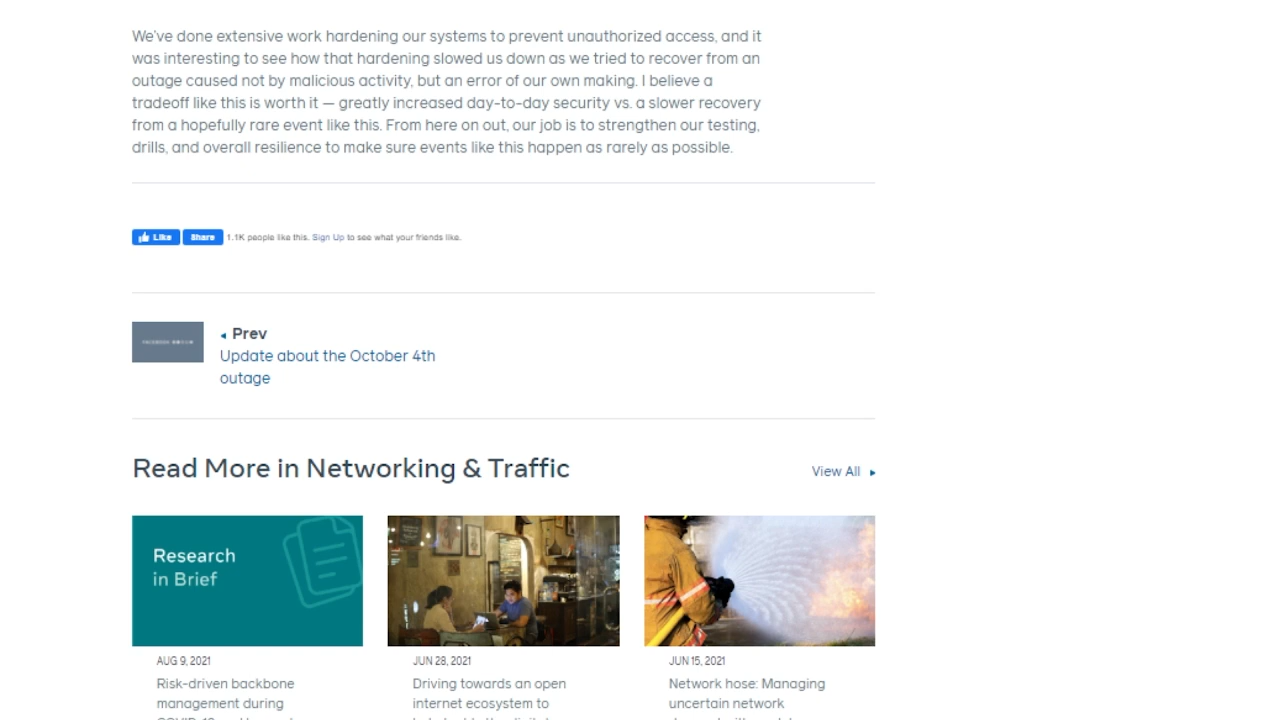 We've done extensive work hardening our systems to prevent unauthorized access, and it
was interesting to see how that hardening slowed us down as we tried to recover from an
outage caused not by malicious activity, but an error of our own making. I believe a
tradeoff like this is worth it — greatly increased day-to-day security vs. a slower recovery
from a hopefully rare event like this. From here on out, our job is to strengthen our testing,
drills, and overall resilience to make sure events like this happen as rarely as possible.
Like Share 1.1K people like this. Sign Up to see what your friends like.
Prev
Update about the October 4th
outage
Read More in Networking & Traffic
View All
Research
in Brief
AUG 9, 2021
Risk-driven backbone
management during
JUN 28, 2021
Driving towards an open
internet ecosystem to
JUN 15, 2021
Network hose: Managing
uncertain network